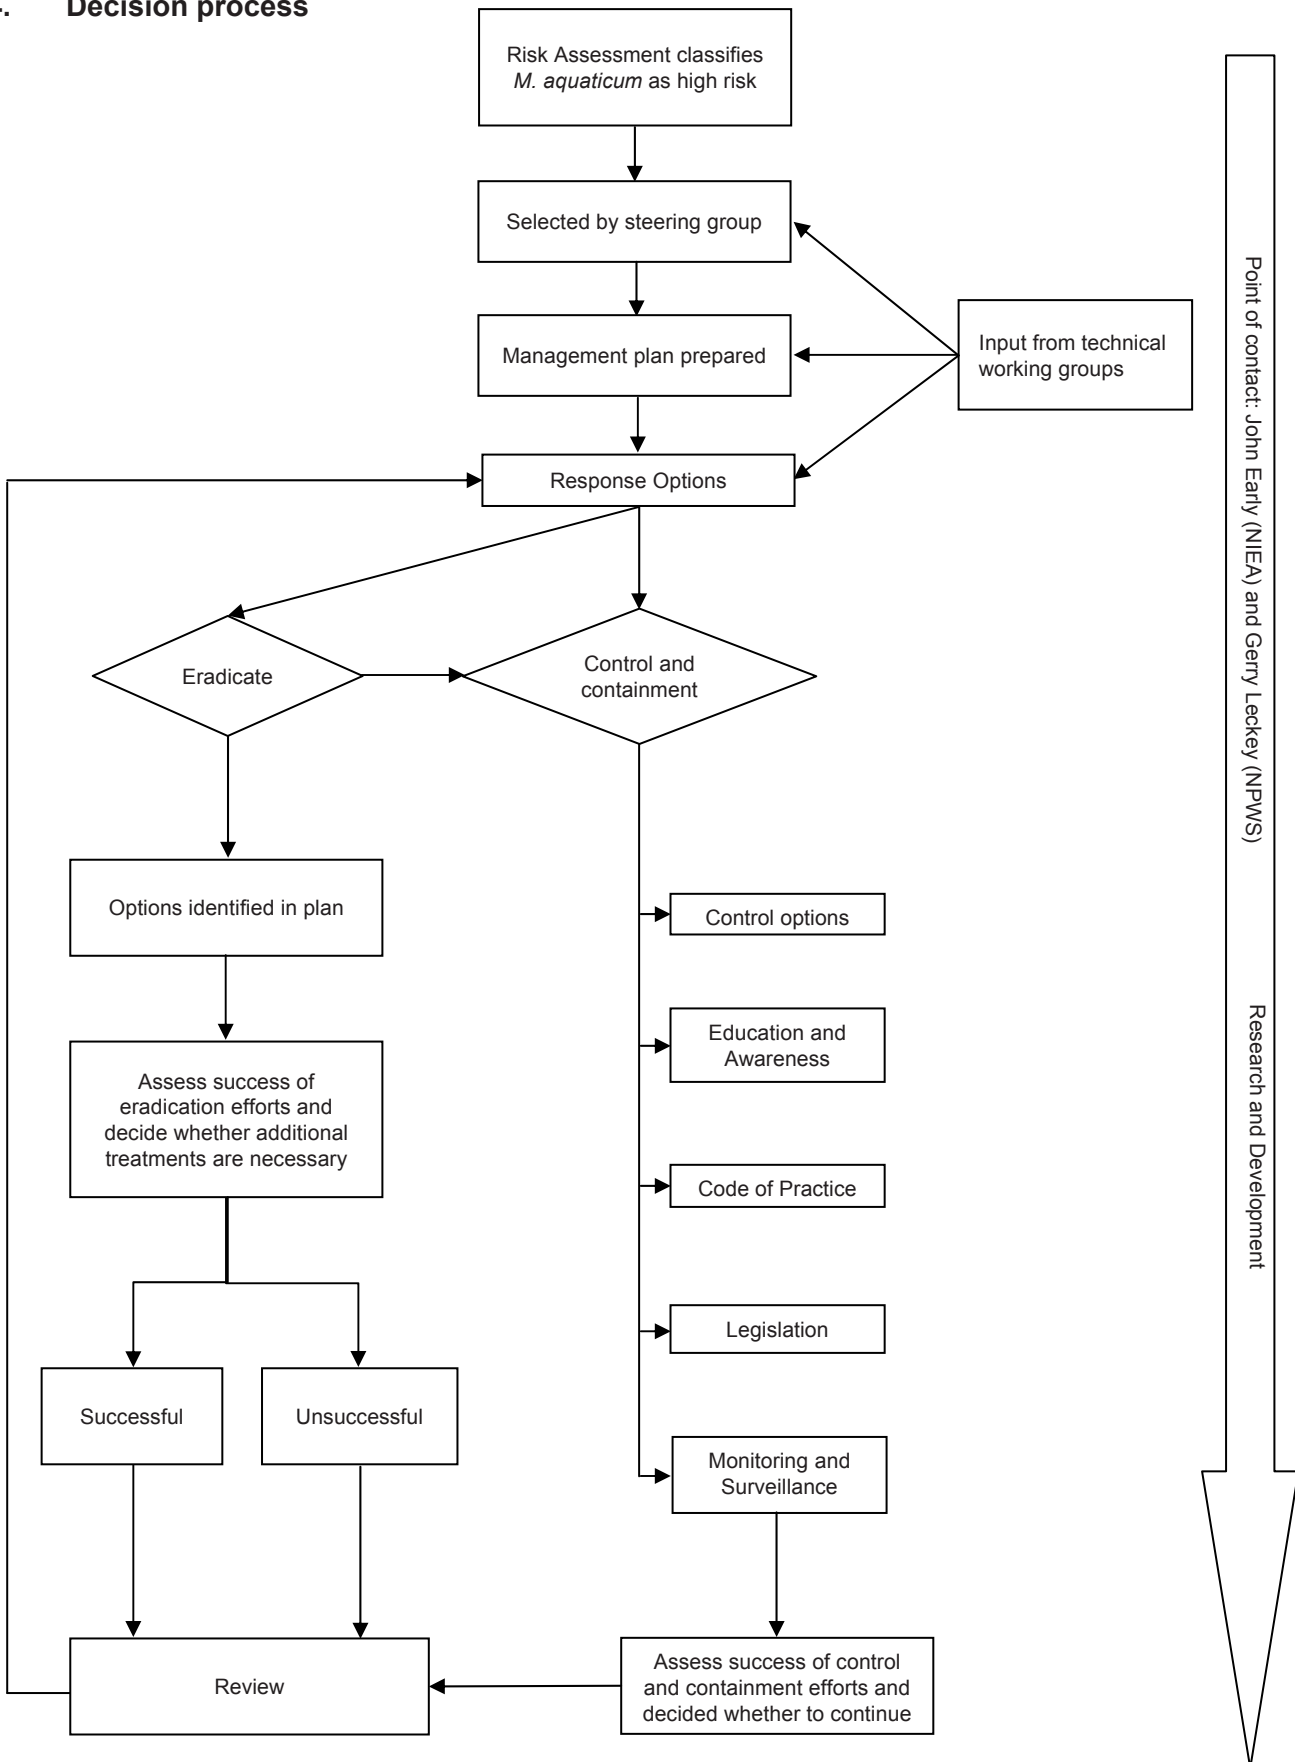 Decision process
Risk Assessment classifies
M. aquaticum as high risk
Selected by steering group
Management plan prepared
Input from technical
working groups
Response Options
Eradicate
Control and
containment
Options identified in plan
Control options
Education and
Awareness
Assess success of
eradication efforts and
decide whether additional
treatments are necessary
Code of Practice
Legislation
Successful
Unsuccessful
Monitoring and
Surveillance
Review
Assess success of control
and containment efforts and
decided whether to continue
Point of contact: John Early (NIEA) and Gerry Leckey (NPWS)
Research and Development